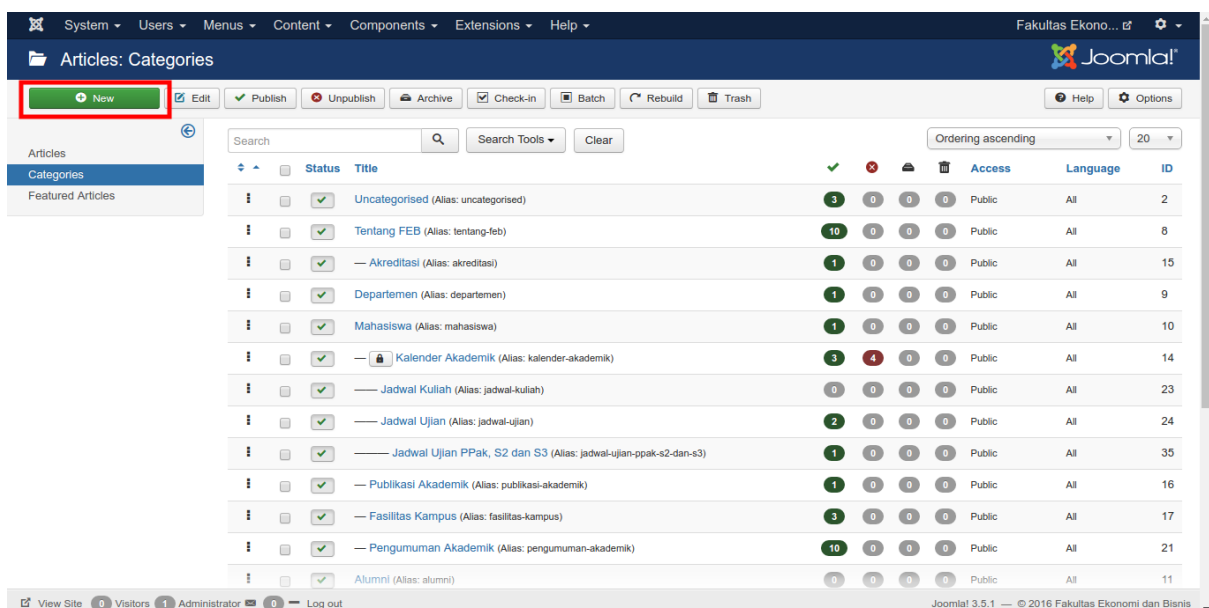 System Users Menus Content Components Extensions Help Fakultas Ekono...
Articles: Categories Joomla!
New Edit Publish Unpublish Archive Check-in Batch Rebuild Trash Help Options
Search Search Tools Clear Ordering ascending 20
Articles
Categories
Featured Articles
Status Title Access Language ID
Uncategorised (Alias: uncategorised) 3 0 0 0 Public All 2
Tentang FEB (Alias: tentang-feb) 10 0 0 0 Public All 8
— Akreditasi (Alias: akreditasi) 1 0 0 0 Public All 15
Departemen (Alias: departemen) 1 0 0 0 Public All 9
Mahasiswa (Alias: mahasiswa) 1 0 0 0 Public All 10
— Kalender Akademik (Alias: kalender-akademik) 3 4 0 0 Public All 14
—— Jadwal Kuliah (Alias: jadwal-kuliah) 0 0 0 0 Public All 23
—— Jadwal Ujian (Alias: jadwal-ujian) 2 0 0 0 Public All 24
——— Jadwal Ujian PPak, S2 dan S3 (Alias: jadwal-ujian-ppak-s2-dan-s3) 1 0 0 0 Public All 35
— Publikasi Akademik (Alias: publikasi-akademik) 1 0 0 0 Public All 16
— Fasilitas Kampus (Alias: fasilitas-kampus) 3 0 0 0 Public All 17
— Pengumuman Akademik (Alias: pengumuman-akademik) 10 0 0 0 Public All 21
Alumni (Alias: alumni) 0 0 0 0 Public All 11
View Site 0 Visitors 1 Administrator 0 Log out Joomla! 3.5.1 — © 2016 Fakultas Ekonomi dan Bisnis